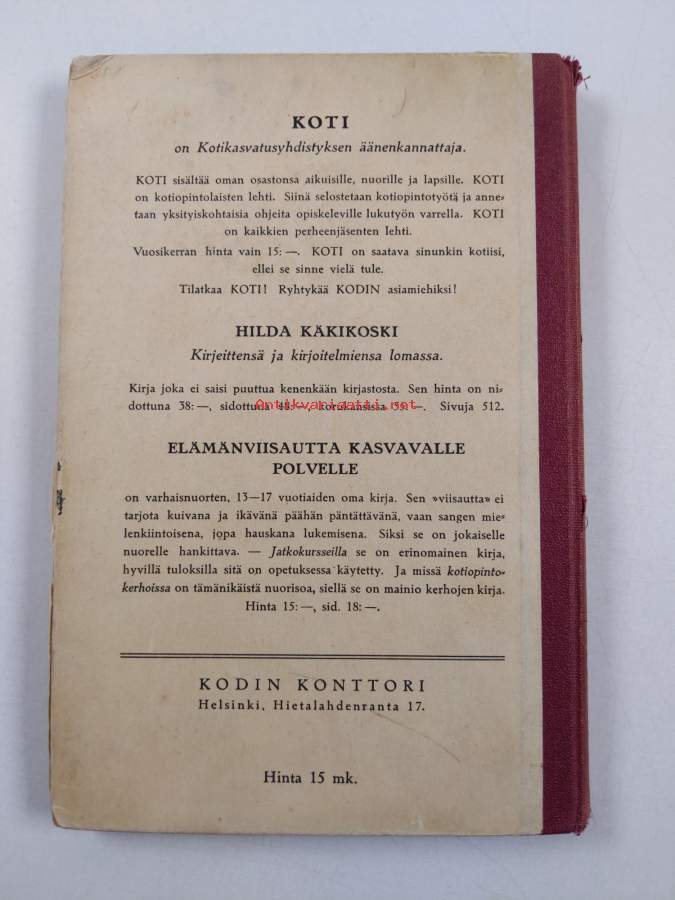 KOTI
on Kotikasvatusyhdistyksen äänenkannattaja.
KOTI sisältää oman osastonsa aikuisille, nuorille ja lapsille. KOTI
on kotiopintolaisten lehti. Siinä selostetaan kotiopintotyötä ja anne-
taan yksityiskohtaisia ohjeita opiskeleville lukutyön varrella. KOTI
on kaikkien perheenjäsenten lehti.
Vuosikerran hinta vain 15: —. KOTI on saatava sinunkin kotiisi,
ellei se sinne vielä tule.
Tilatkaa KOTI! Ryhtykää KODIN asiamiehiksi!
HILDA KÄKIKOSKI
Kirjeittensä ja kirjoitelmiensa lomassa.
Kirja joka ei saisi puuttua kenenkään kirjastosta. Sen hinta on ni-
dottuna 38: —, sidottuna 48: —, korukansissa 55: —. Sivuja 512.
Antikvariaatti.net
ELÄMÄNVIISAUTTA KASVAVALLE
POLVELLE
on varhaisnuorten, 13—17 vuotiaiden oma kirja. Sen »viisautta» ei
tarjota kuivana ja ikävänä päähän päntättävänä, vaan sangen mie-
lenkiintoisena, jopa hauskana lukemisena. Siksi se on jokaiselle
nuorelle hankittava. — Jatkokursseilla se on erinomainen kirja,
hyvillä tuloksilla sitä on opetuksessa käytetty. Ja missä kotiopinto-
kerhoissa on tämänikäistä nuorisoa, siellä se on mainio kerhojen kirja.
Hinta 15: —, sid. 18: —.
KODIN KONTTORI
Helsinki, Hietalahdenranta 17.
Hinta 15 mk.